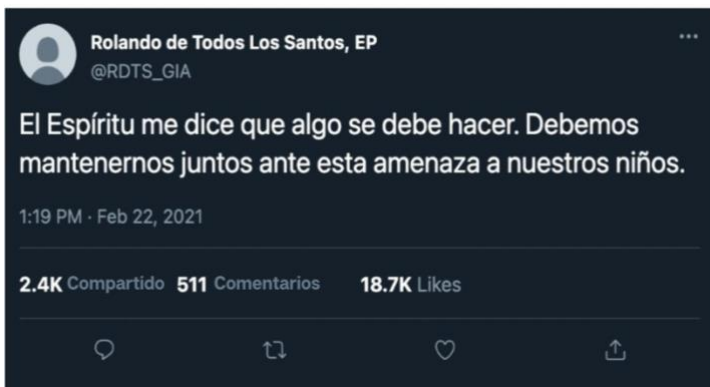 Rolando de Todos Los Santos, EP
@RDTS_GIA
El Espíritu me dice que algo se debe hacer. Debemos
mantenernos juntos ante esta amenaza a nuestros niños.
1:19 PM · Feb 22, 2021
2.4K Compartido 511 Comentarios 18.7K Likes